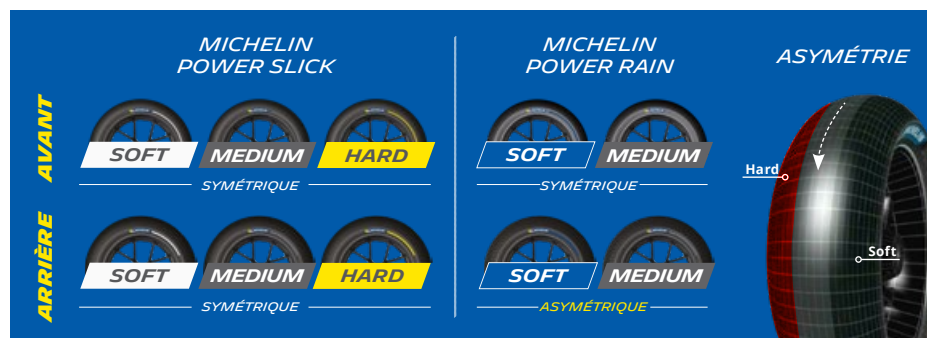 MICHELIN
POWER SLICK
MICHELIN
POWER RAIN
ASYMÉTRIE
AVANT
SOFT
MEDIUM
HARD
SOFT
MEDIUM
SYMÉTRIQUE
SYMÉTRIQUE
ARRIÈRE
SOFT
MEDIUM
HARD
SOFT
MEDIUM
SYMÉTRIQUE
ASYMÉTRIQUE
Hard
Soft